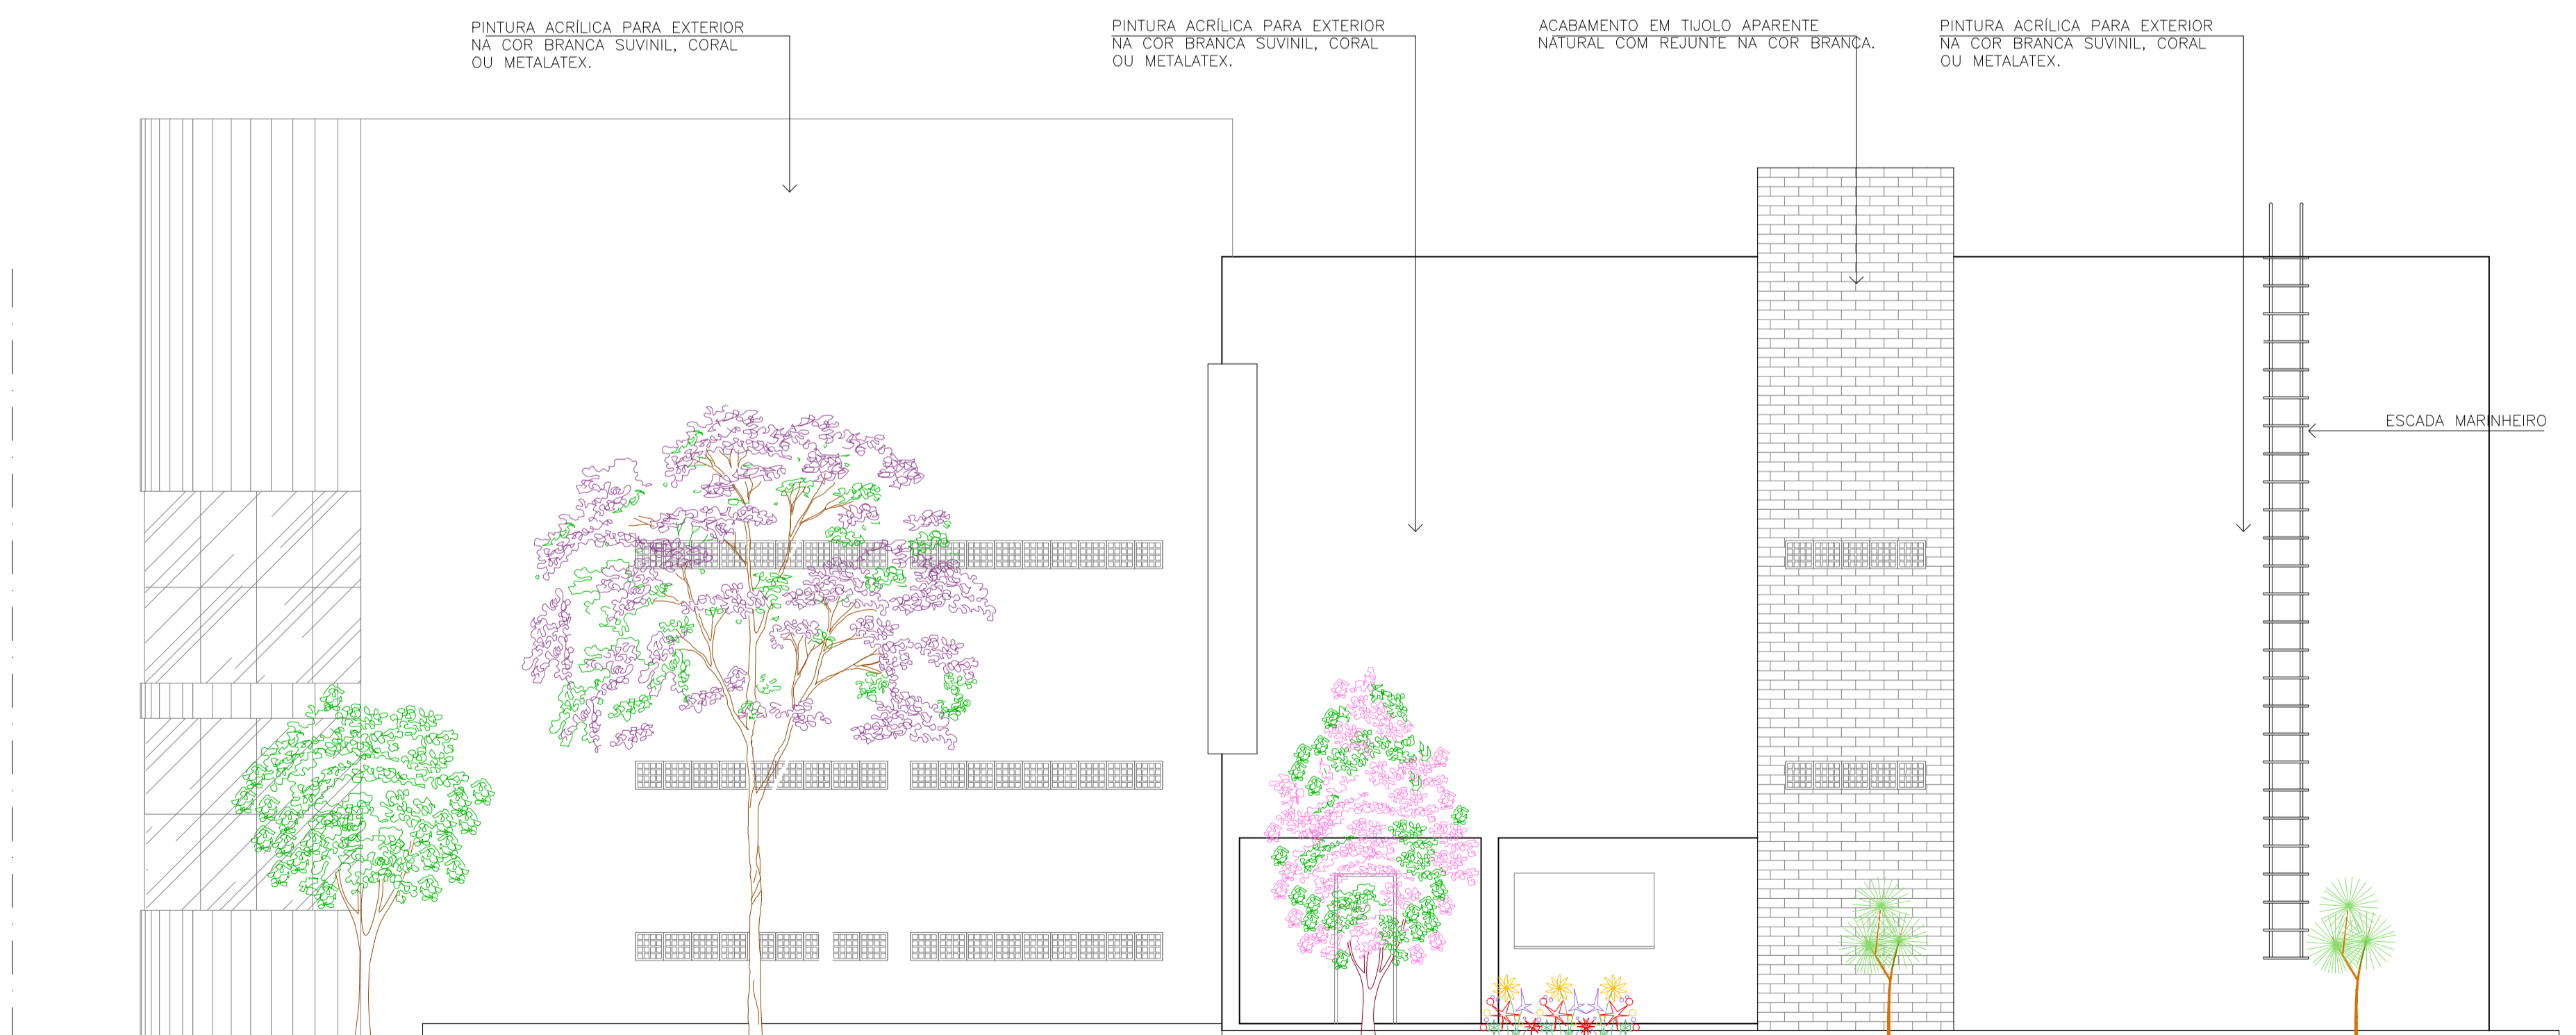 PINTURA ACRÍLICA PARA EXTERIOR
NA COR BRANCA SUVINIL, CORAL
OU METALATEX.
PINTURA ACRÍLICA PARA EXTERIOR
NA COR BRANCA SUVINIL, CORAL
OU METALATEX.
ACABAMENTO EM TIJOLO APARENTE
NATURAL COM REJUNTE NA COR BRANCA.
PINTURA ACRÍLICA PARA EXTERIOR
NA COR BRANCA SUVINIL, CORAL
OU METALATEX.
ESCADA MARINHEIRO